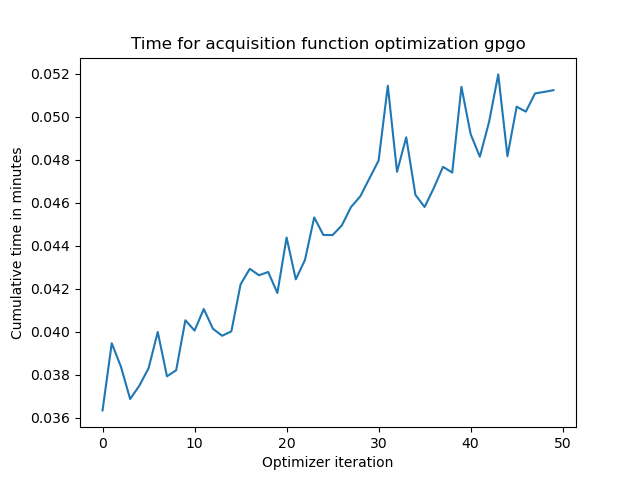 Time for acquisition function optimization gpgo
Cumulative time in minutes
0.052
0.050
0.048
0.046
0.044
0.042
0.040
0.038
0.036
0 10 20 30 40 50
Optimizer iteration